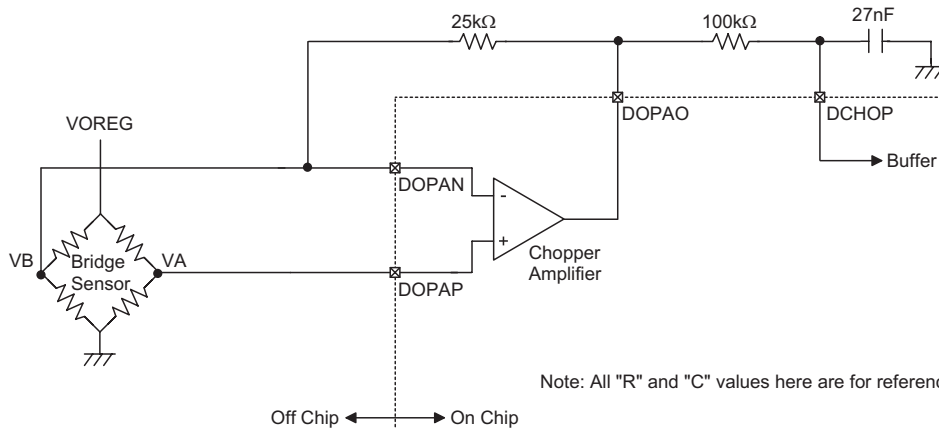 25kΩ
100kΩ
27nF
DOPAO
DCHOP
VOREG
Buffer
DOPAN
-
VB
Bridge
Sensor
VA
+
Chopper
Amplifier
DOPAP
Note: All "R" and "C" values here are for referenc
Off Chip
On Chip